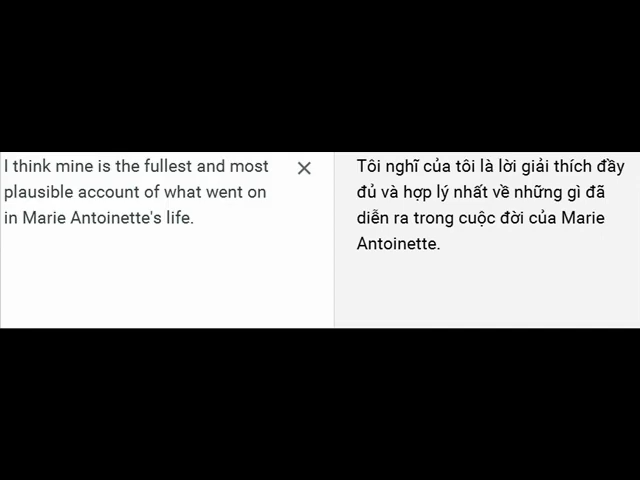 I think mine is the fullest and most
plausible account of what went on
in Marie Antoinette's life.
Tôi nghĩ của tôi là lời giải thích đầy
đủ và hợp lý nhất về những gì đã
diễn ra trong cuộc đời của Marie
Antoinette.